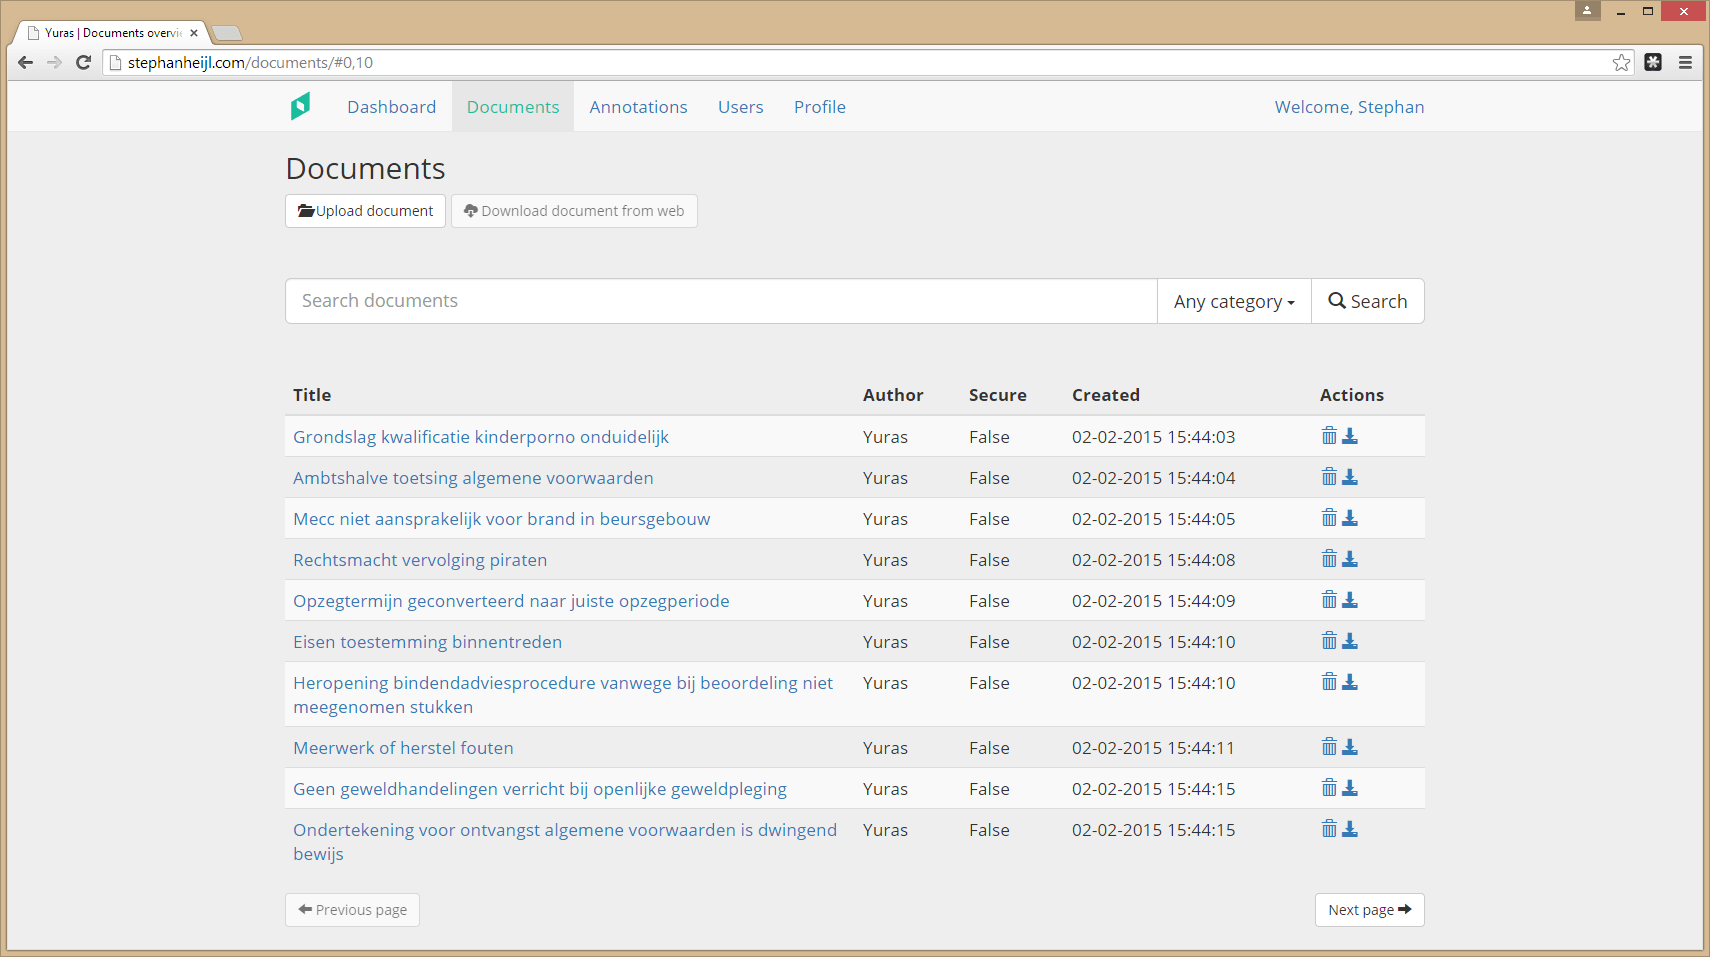 Yuras | Documents overvi
stephanheijl.com/documents/#0,10
Dashboard Documents Annotations Users Profile Welcome, Stephan
Documents
Upload document Download document from web
Search documents Any category Search
Title Author Secure Created Actions
Grondslag kwalificatie kinderporno onduidelijk Yuras False 02-02-2015 15:44:03
Ambtshalve toetsing algemene voorwaarden Yuras False 02-02-2015 15:44:04
Mecc niet aansprakelijk voor brand in beursgebouw Yuras False 02-02-2015 15:44:05
Rechtsmacht vervolging piraten Yuras False 02-02-2015 15:44:08
Opzegtermijn geconverteerd naar juiste opzegperiode Yuras False 02-02-2015 15:44:09
Eisen toestemming binnentreden Yuras False 02-02-2015 15:44:10
Heropening bindendadviesprocedure vanwege bij beoordeling niet Yuras False 02-02-2015 15:44:10
meegenomen stukken
Meerwerk of herstel fouten Yuras False 02-02-2015 15:44:11
Geen geweldhandelingen verricht bij openlijke geweldpleging Yuras False 02-02-2015 15:44:15
Ondertekening voor ontvangst algemene voorwaarden is dwingend Yuras False 02-02-2015 15:44:15
bewijs
Previous page Next page